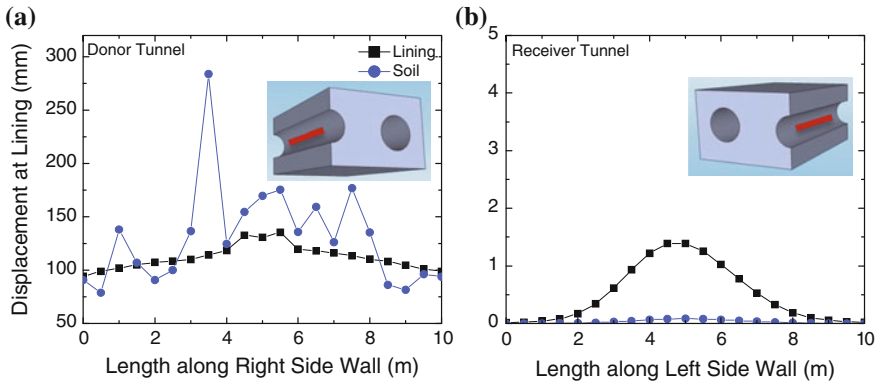 (a)
Donor Tunnel
Lining
Soil
Displacement at Lining (mm)
300
250
200
150
100
50
0 2 4 6 8 10
Length along Right Side Wall (m)
(b)
Receiver Tunnel
5
4
3
2
1
0
0 2 4 6 8 10
Length along Left Side Wall (m)